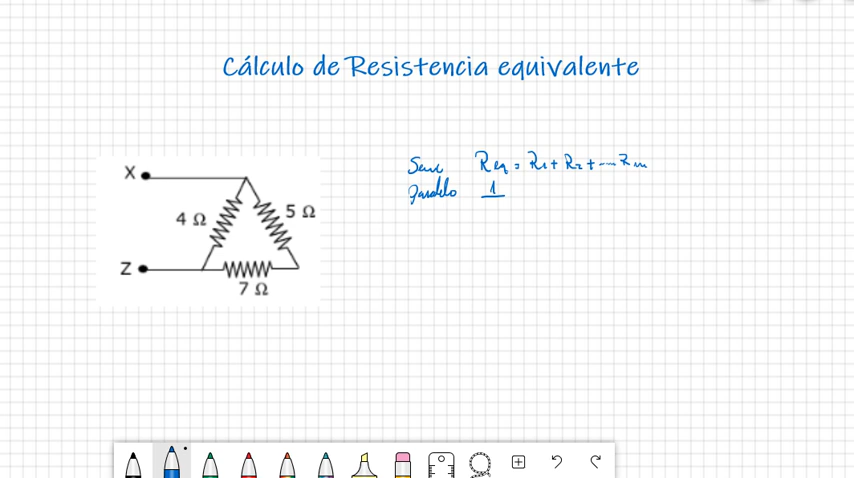 Cálculo de Resistencia equivalente
Serie Req = R1 + R2 + ... Rn
Paralelo 1
X
4 Ω
5 Ω
Z
7 Ω